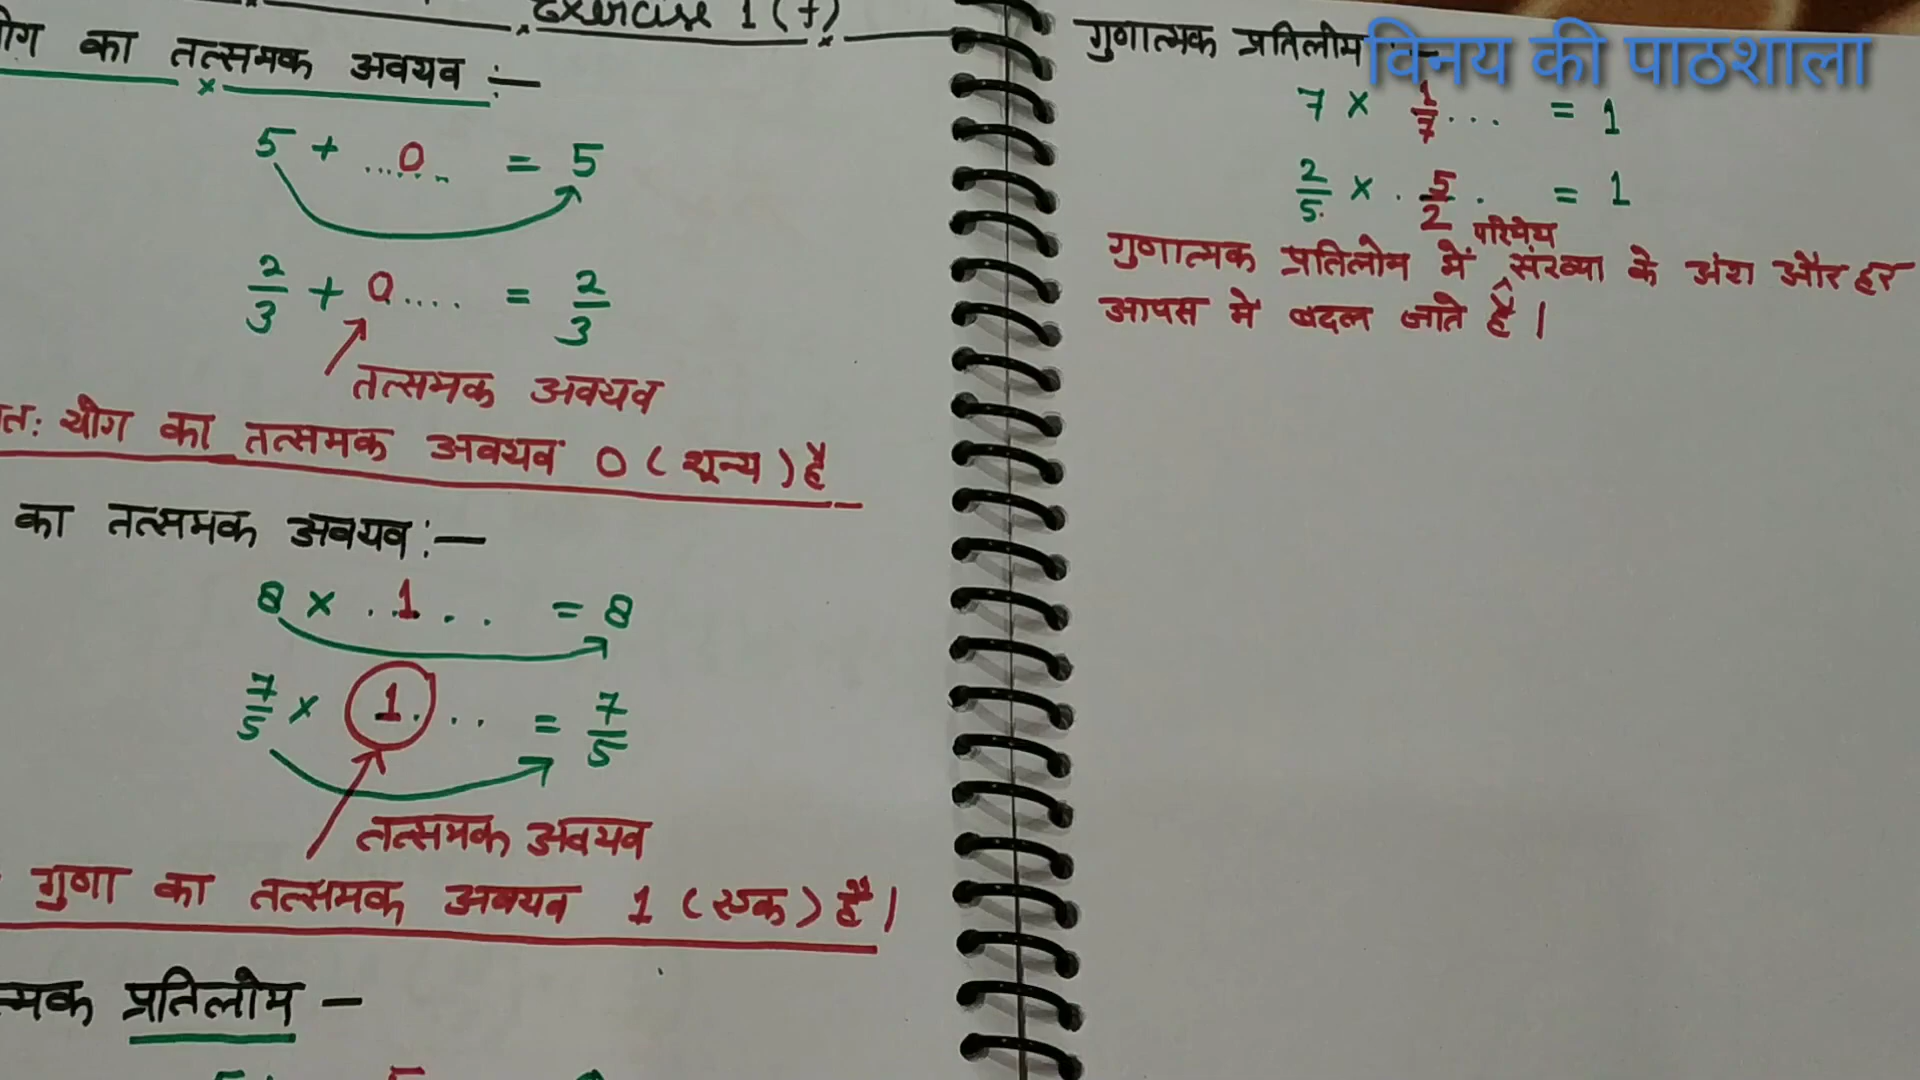 Exercise 1(f)
का तत्समक अवयव :—
5 + ...0... = 5
2/3 + 0.... = 2/3
तत्समक अवयव
योग का तत्समक अवयव 0 (शून्य) है
का तत्समक अवयव:—
8 × ..1.. = 8
7/5 × 1... = 7/5
तत्समक अवयव
गुणा का तत्समक अवयव 1 (एक) है।
प्रतिलोम —
गुणात्मक प्रतिलोम :—
विनय की पाठशाला
7 × 1/7... = 1
2/5 × . 5/2 . = 1
परिमेय
गुणात्मक प्रतिलोम में ^ संख्या के अंश और हर
आपस में बदल जाते हैं।